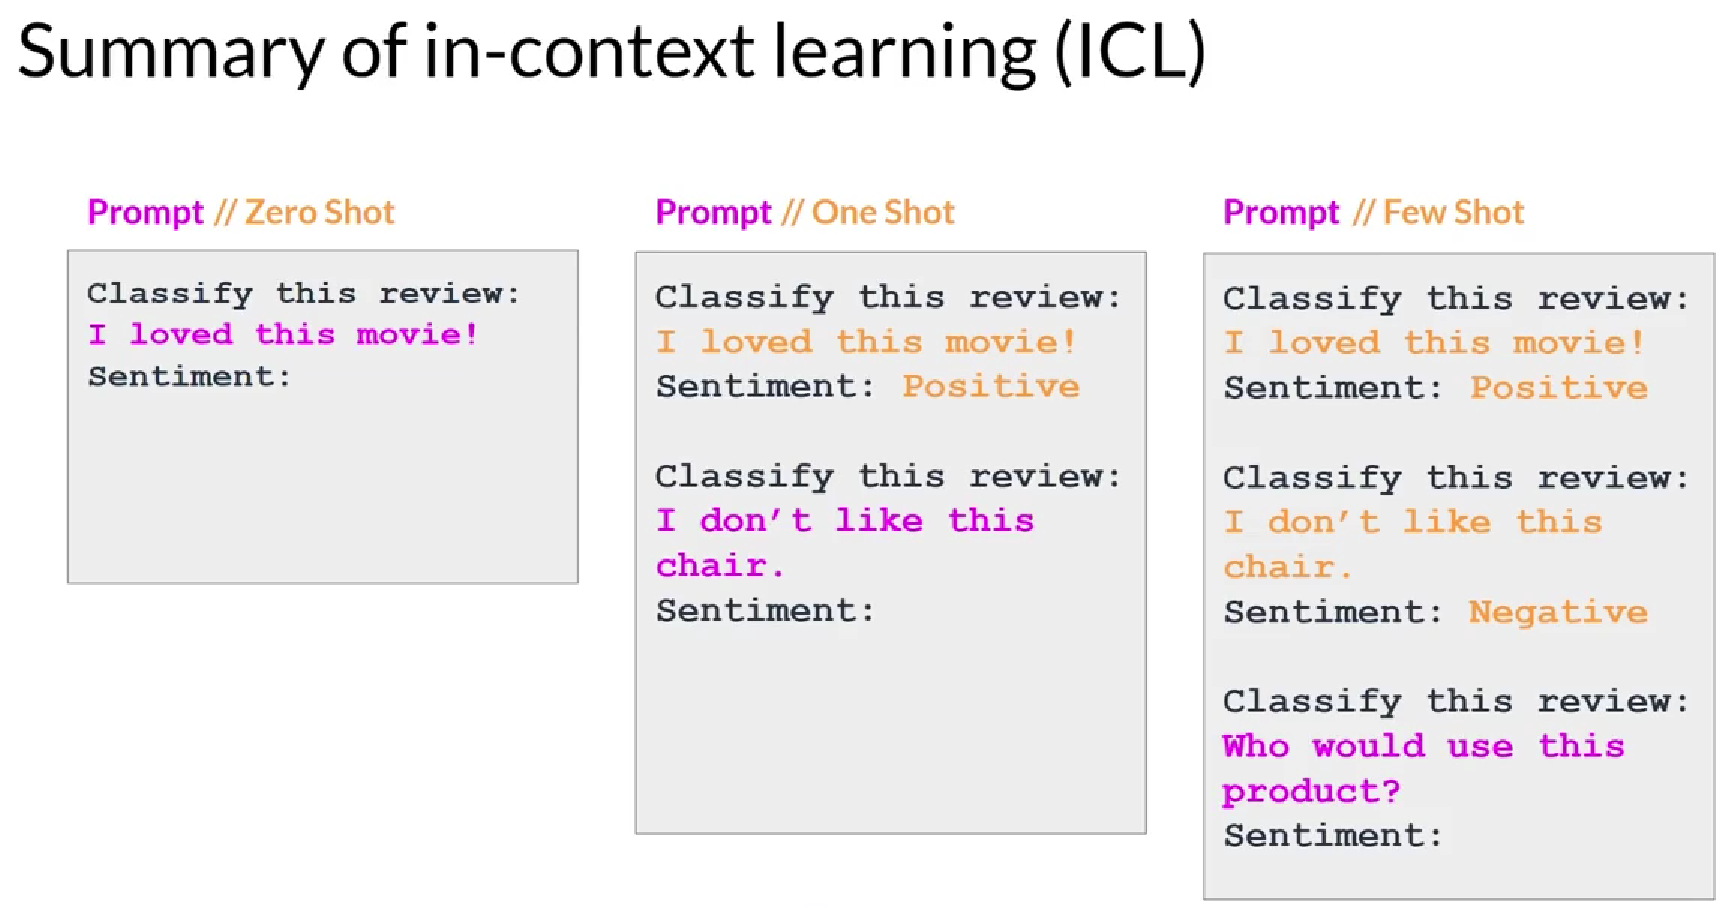 Summary of in-context learning (ICL)
Prompt // Zero Shot
Classify this review:
I loved this movie!
Sentiment:
Prompt // One Shot
Classify this review:
I loved this movie!
Sentiment: Positive
Classify this review:
I don’t like this
chair.
Sentiment:
Prompt // Few Shot
Classify this review:
I loved this movie!
Sentiment: Positive
Classify this review:
I don’t like this
chair.
Sentiment: Negative
Classify this review:
Who would use this
product?
Sentiment: